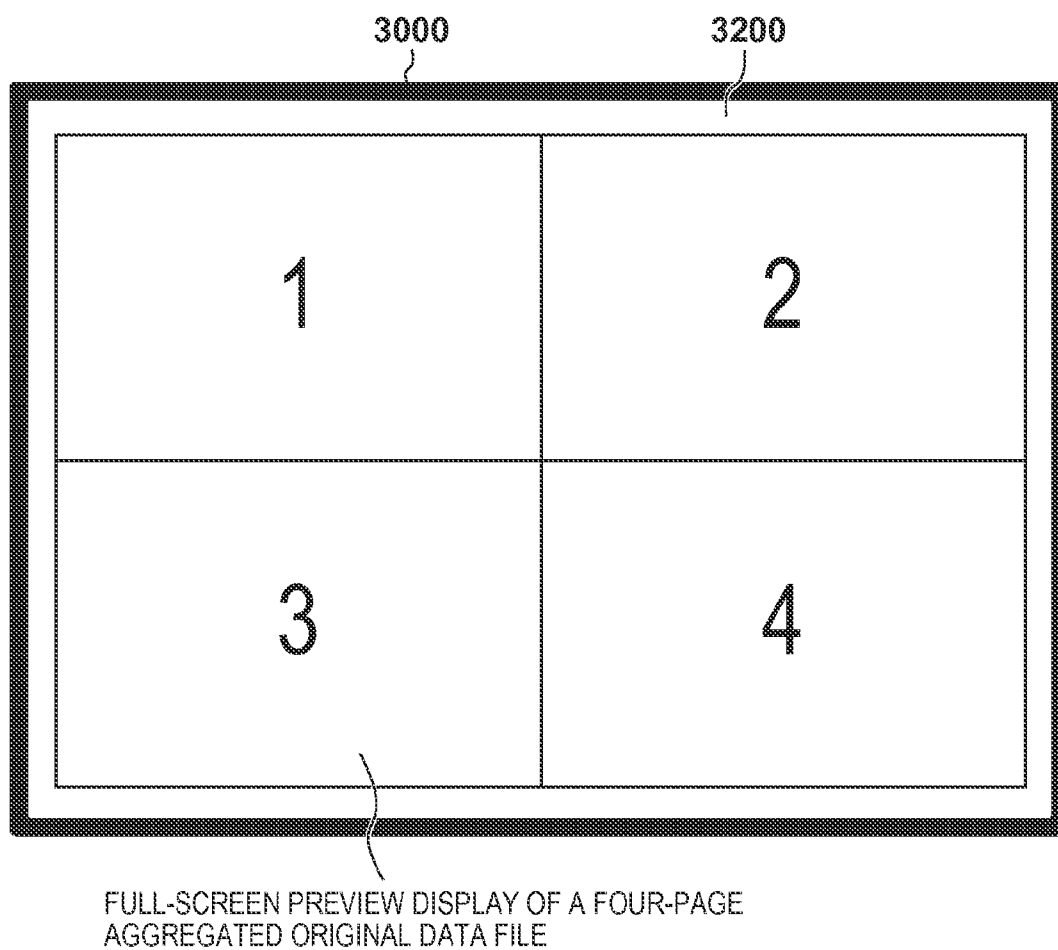 3000 3200
1 2
3 4
FULL-SCREEN PREVIEW DISPLAY OF A FOUR-PAGE
AGGREGATED ORIGINAL DATA FILE